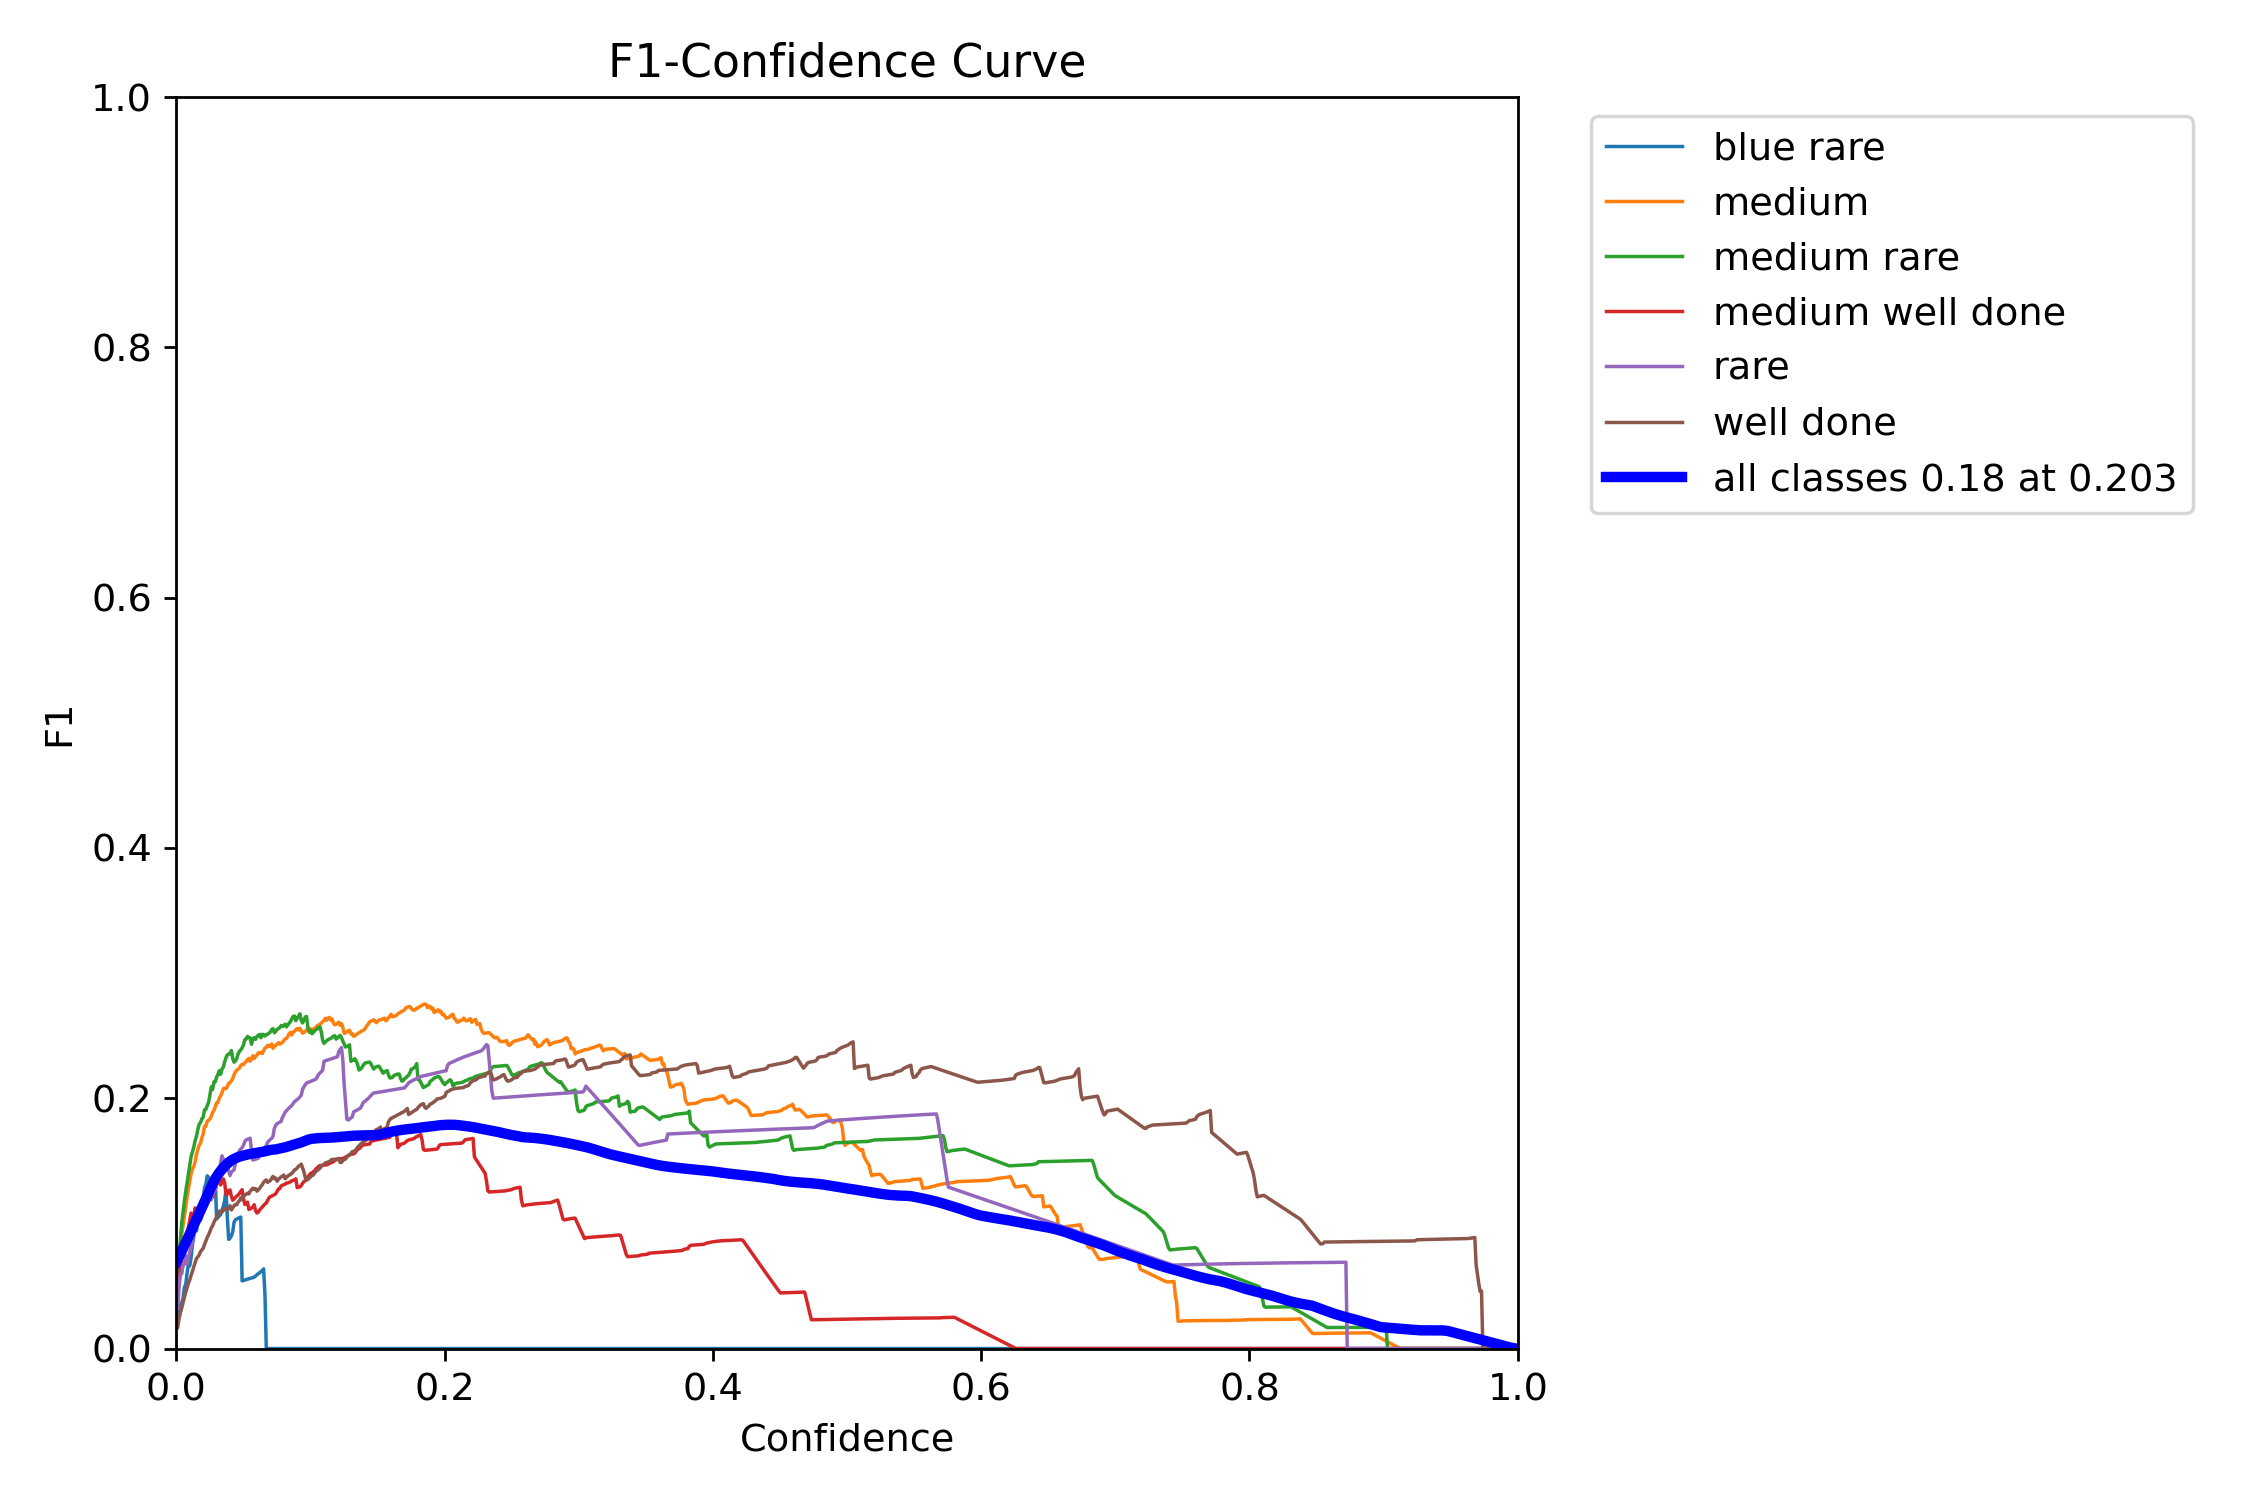 F1-Confidence Curve
1.0
0.8
0.6
0.4
0.2
0.0
F1
0.0 0.2 0.4 0.6 0.8 1.0
Confidence
blue rare
medium
medium rare
medium well done
rare
well done
all classes 0.18 at 0.203